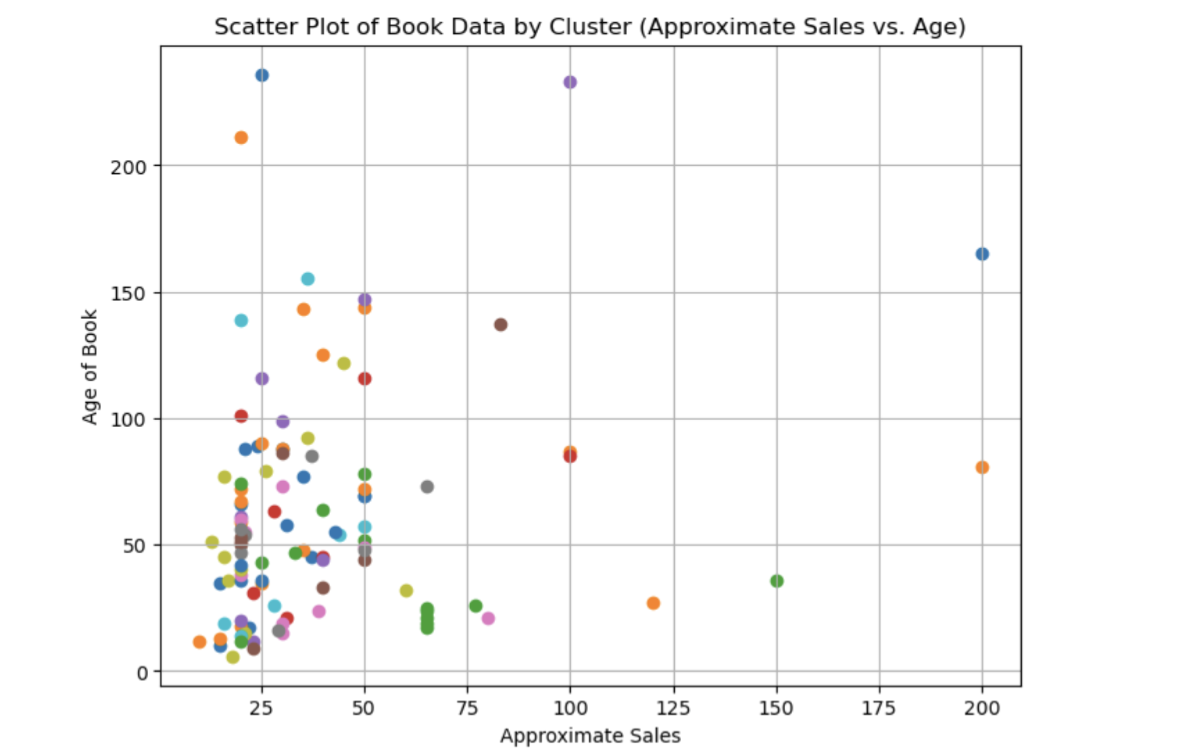 Scatter Plot of Book Data by Cluster (Approximate Sales vs. Age)
Age of Book
200
150
100
50
0
25 50 75 100 125 150 175 200
Approximate Sales